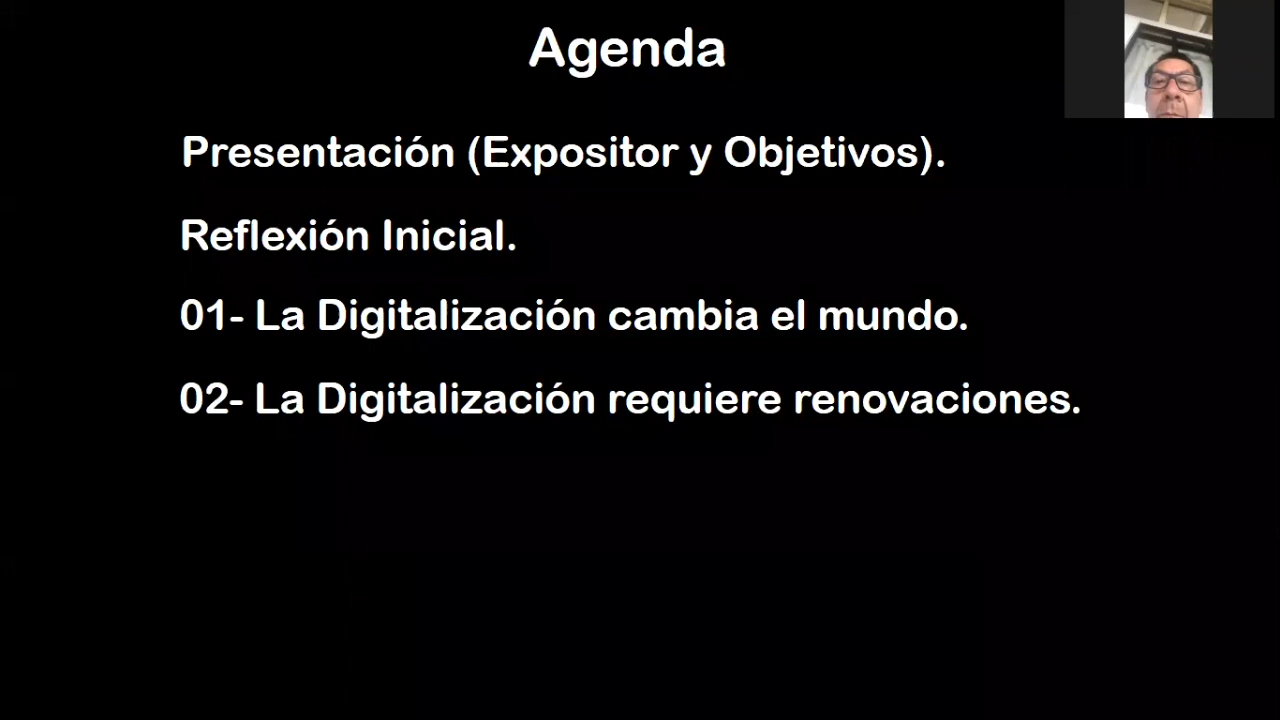 Agenda
Presentación (Expositor y Objetivos).
Reflexión Inicial.
01- La Digitalización cambia el mundo.
02- La Digitalización requiere renovaciones.